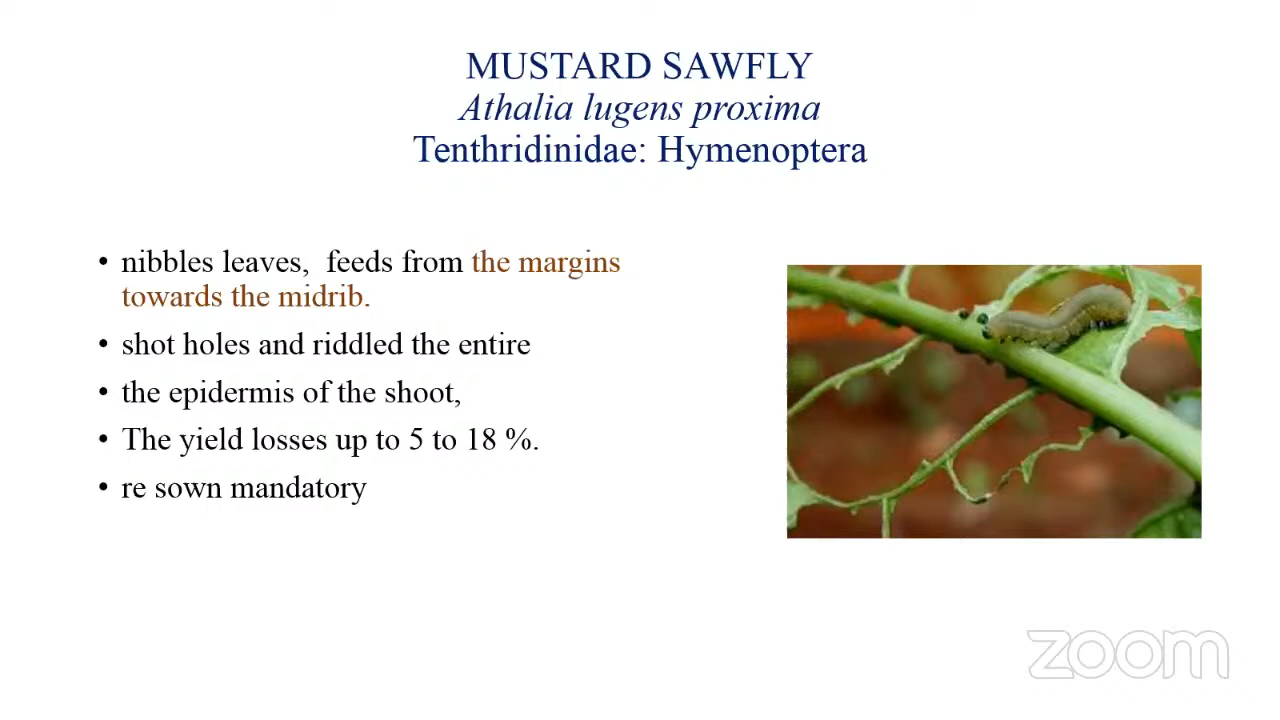 MUSTARD SAWFLY
Athalia lugens proxima
Tenthridinidae: Hymenoptera
• nibbles leaves,  feeds from the margins
towards the midrib.
• shot holes and riddled the entire
• the epidermis of the shoot,
• The yield losses up to 5 to 18 %.
• re sown mandatory
zoom